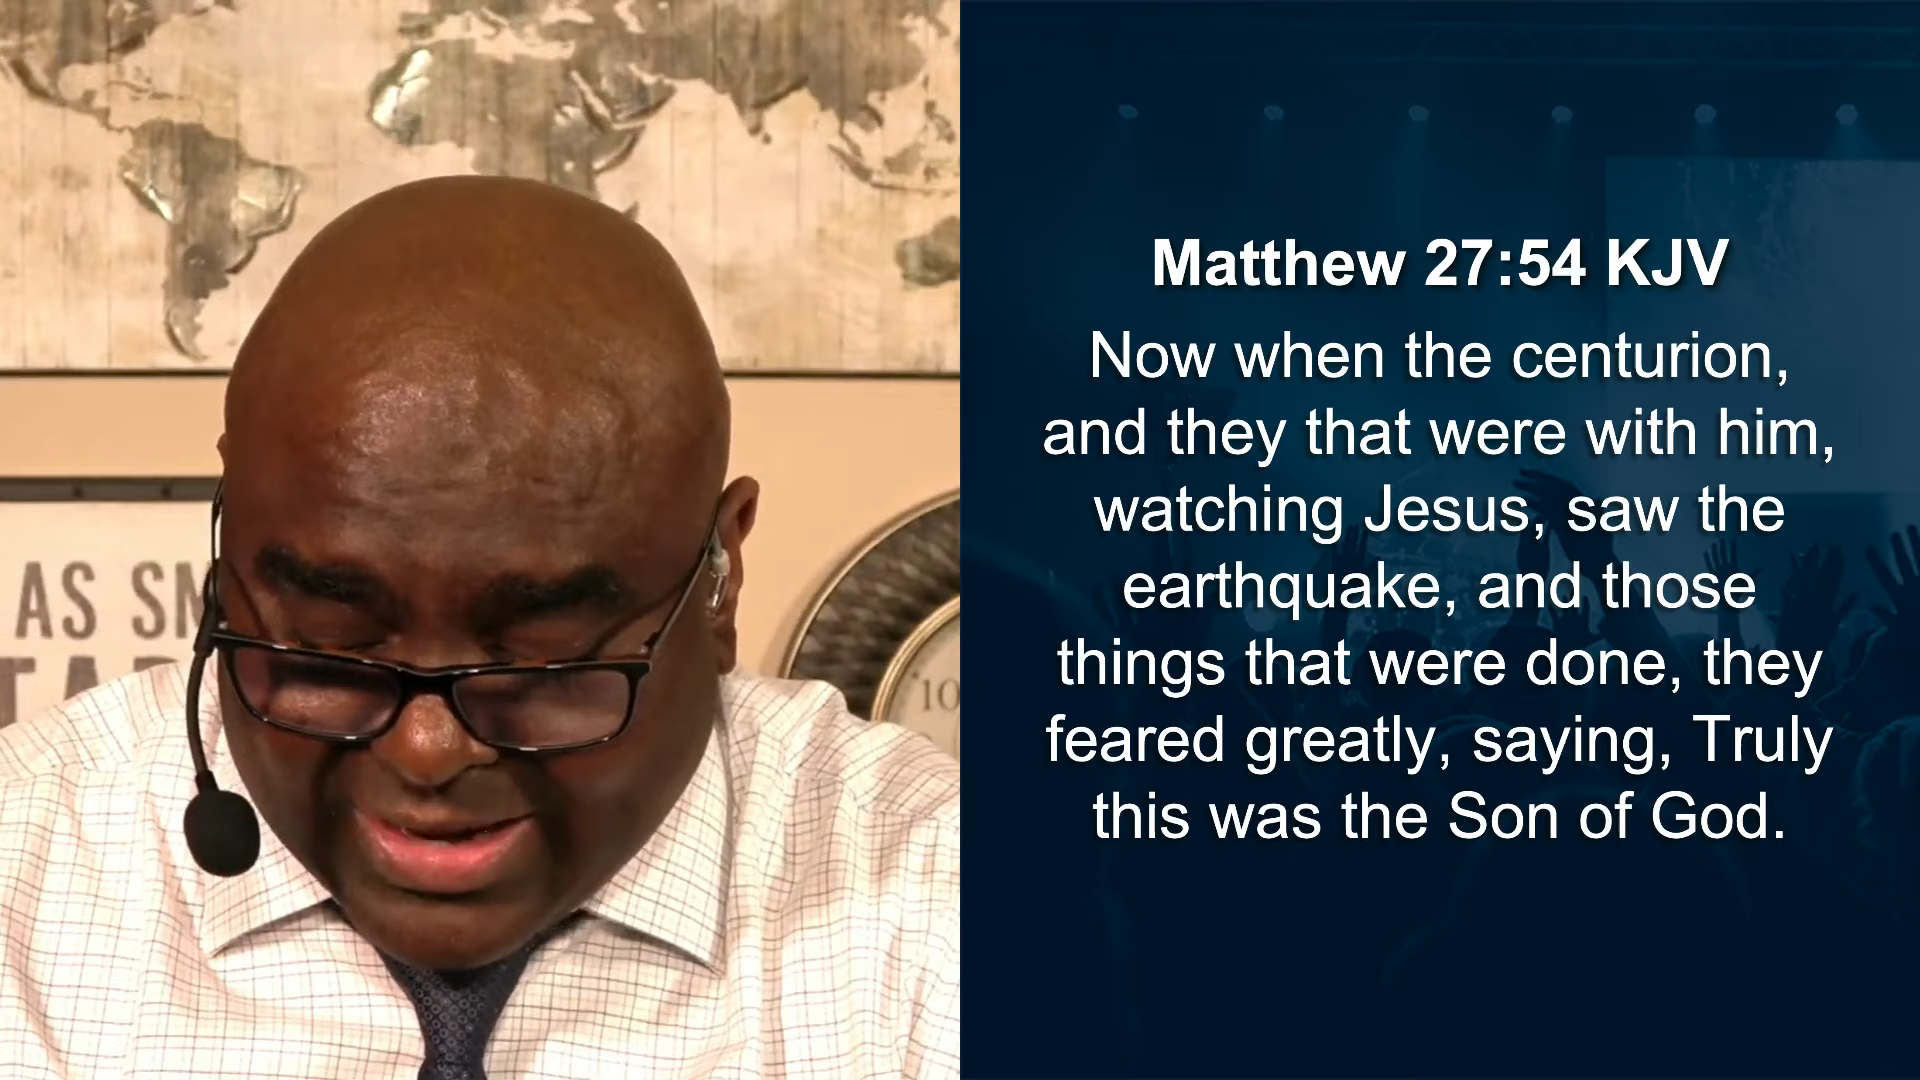 AS SM
TAR
10
Matthew 27:54 KJV
Now when the centurion,
and they that were with him,
watching Jesus, saw the
earthquake, and those
things that were done, they
feared greatly, saying, Truly
this was the Son of God.